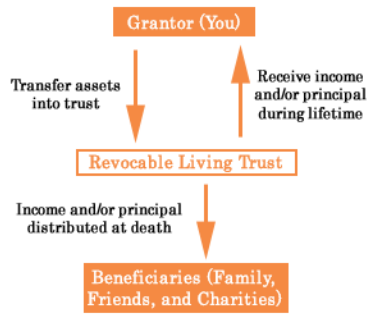 Grantor (You)
Transfer assets
into trust
Receive income
and/or principal
during lifetime
Revocable Living Trust
Income and/or principal
distributed at death
Beneficiaries (Family,
Friends, and Charities)